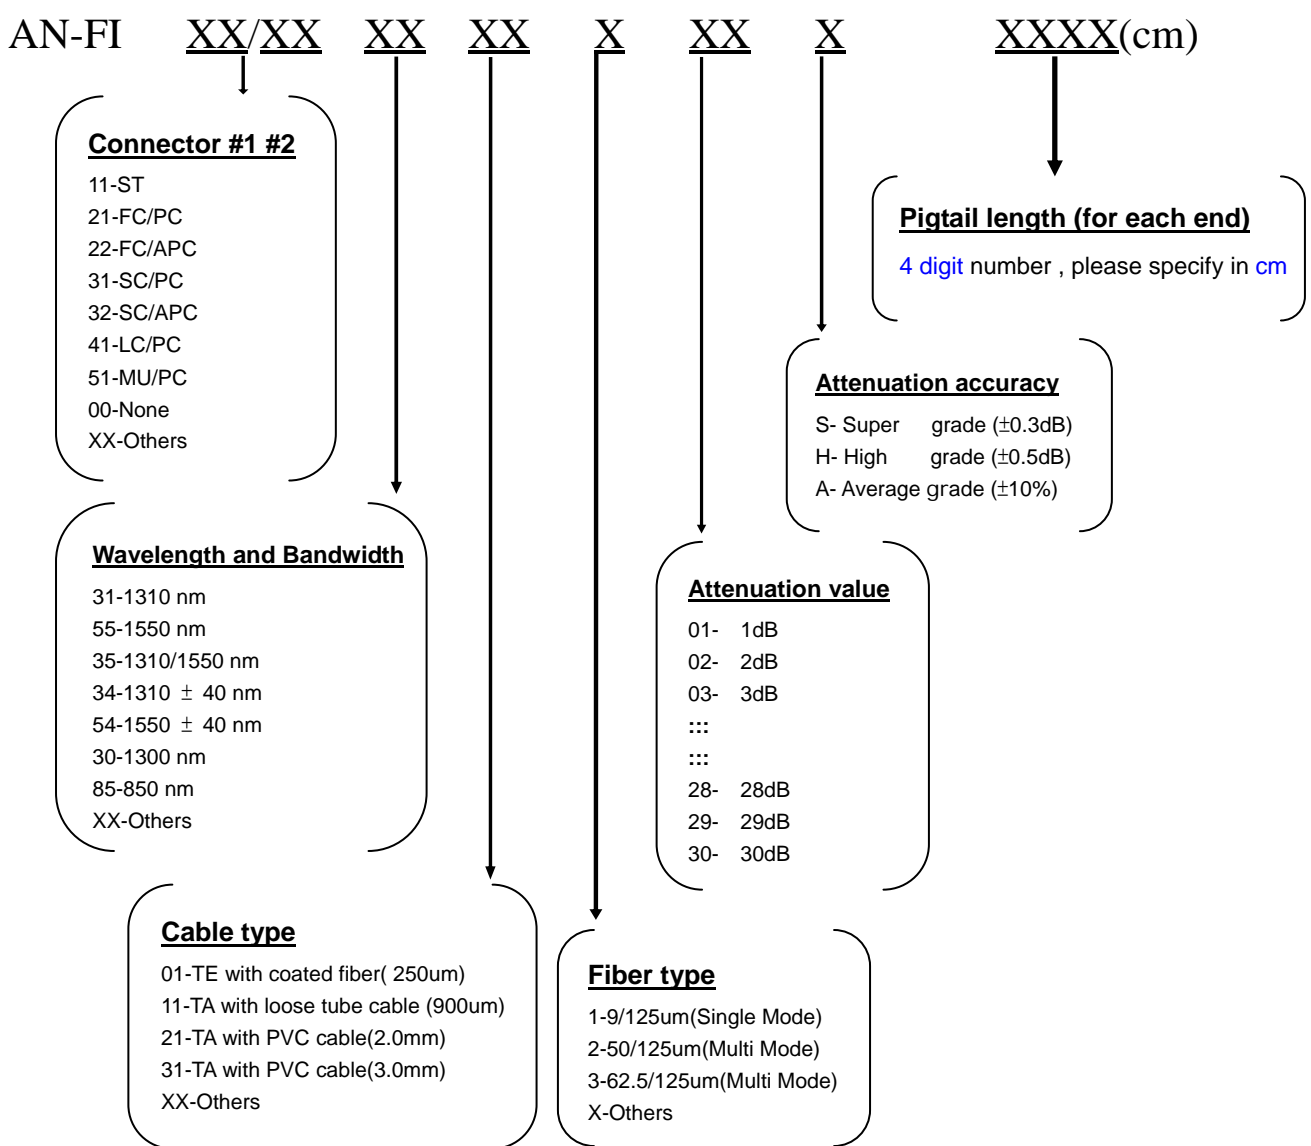 AN-FI XX/XX XX XX X XX X XXXX(cm)
Connector #1 #2
11-ST
21-FC/PC
22-FC/APC
31-SC/PC
32-SC/APC
41-LC/PC
51-MU/PC
00-None
XX-Others
Pigtail length (for each end)
4 digit number , please specify in cm
Attenuation accuracy
S- Super grade (±0.3dB)
H- High grade (±0.5dB)
A- Average grade (±10%)
Wavelength and Bandwidth
31-1310 nm
55-1550 nm
35-1310/1550 nm
34-1310 ± 40 nm
54-1550 ± 40 nm
30-1300 nm
85-850 nm
XX-Others
Attenuation value
01- 1dB
02- 2dB
03- 3dB
:::
:::
28- 28dB
29- 29dB
30- 30dB
Cable type
01-TE with coated fiber( 250um)
11-TA with loose tube cable (900um)
21-TA with PVC cable(2.0mm)
31-TA with PVC cable(3.0mm)
XX-Others
Fiber type
1-9/125um(Single Mode)
2-50/125um(Multi Mode)
3-62.5/125um(Multi Mode)
X-Others